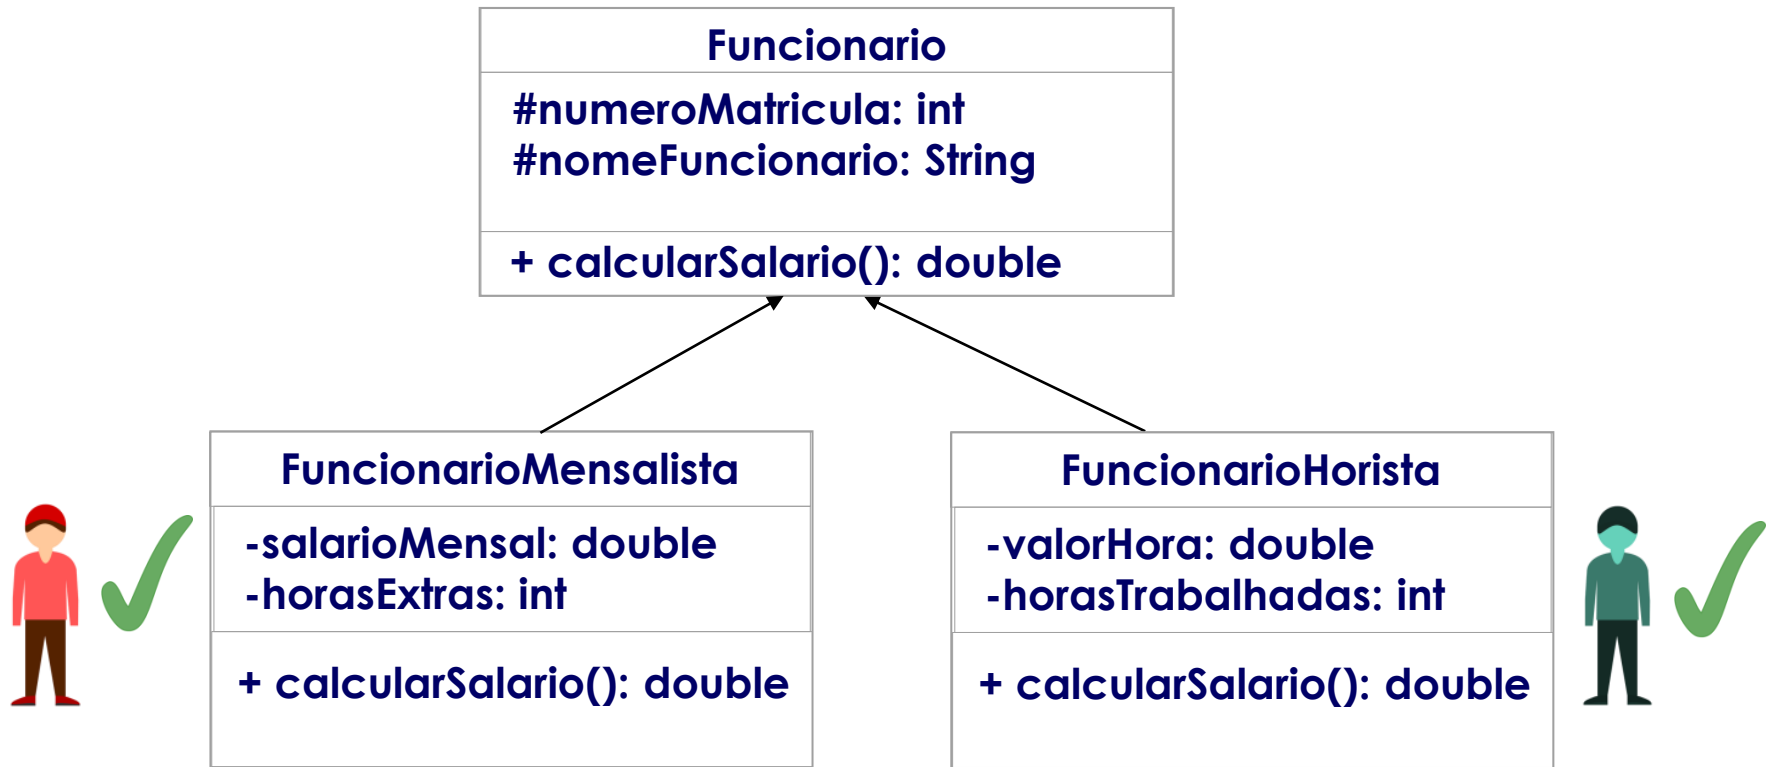 Funcionario
#numeroMatricula: int
#nomeFuncionario: String
+ calcularSalario(): double
FuncionarioMensalista
-salarioMensal: double
-horasExtras: int
+ calcularSalario(): double
FuncionarioHorista
-valorHora: double
-horasTrabalhadas: int
+ calcularSalario(): double